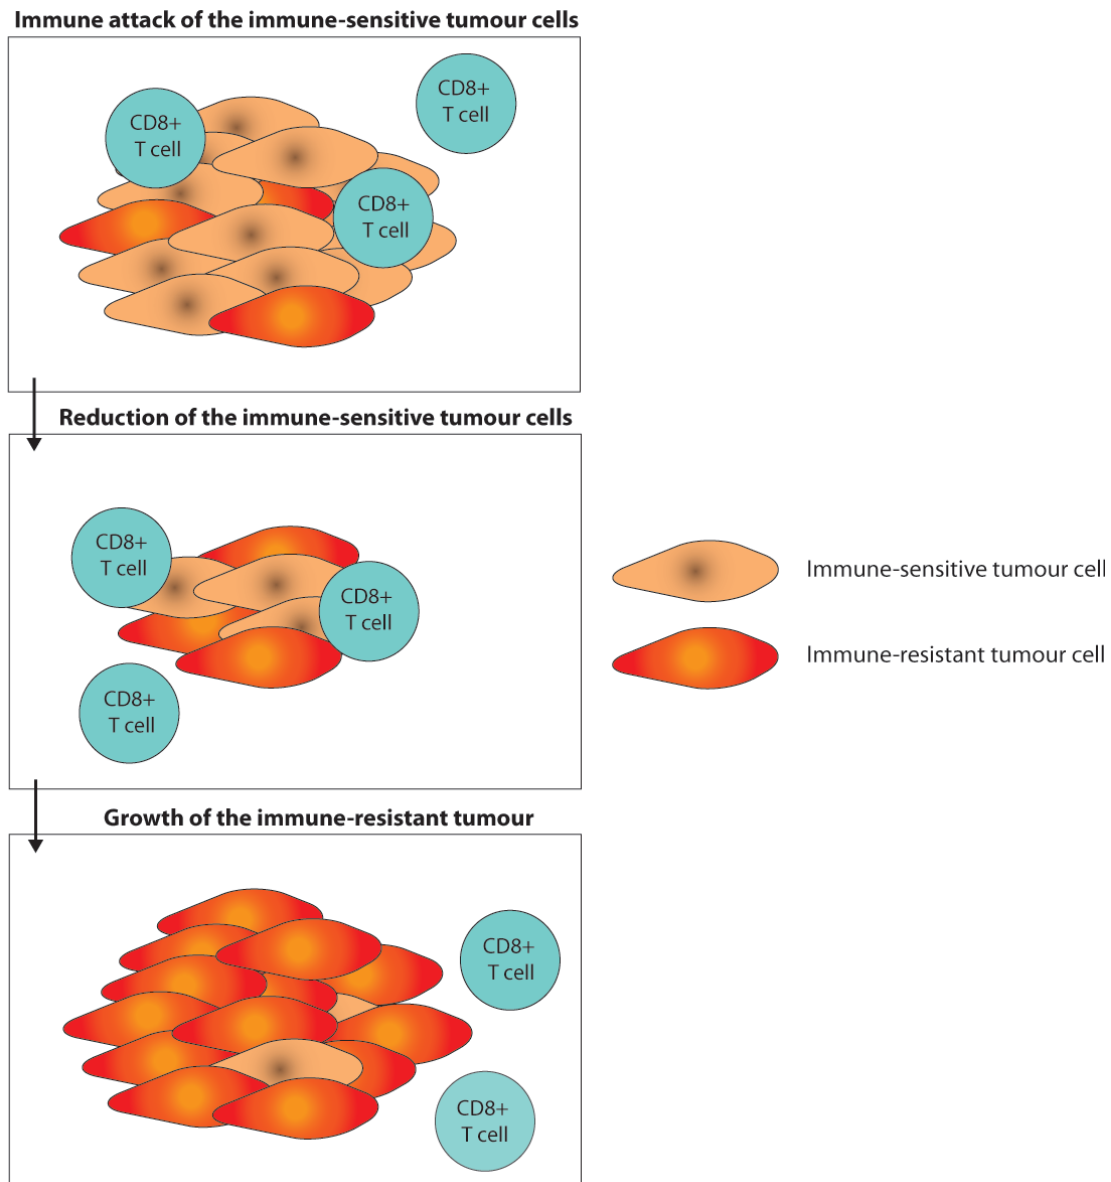 Immune attack of the immune-sensitive tumour cells
CD8+
T cell
CD8+
T cell
CD8+
T cell
Reduction of the immune-sensitive tumour cells
CD8+
T cell
CD8+
T cell
CD8+
T cell
Immune-sensitive tumour cell
Immune-resistant tumour cell
Growth of the immune-resistant tumour
CD8+
T cell
CD8+
T cell